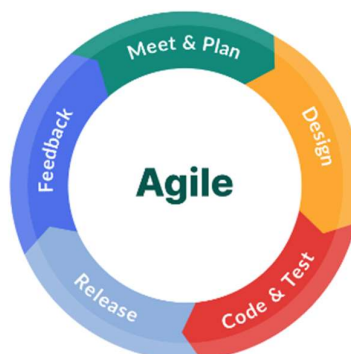 Meet & Plan
Design
Code & Test
Release
Feedback
Agile